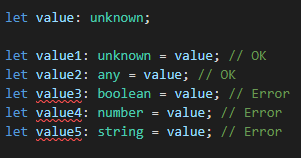 let value: unknown;
let value1: unknown = value; // OK
let value2: any = value; // OK
let value3: boolean = value; // Error
let value4: number = value; // Error
let value5: string = value; // Error